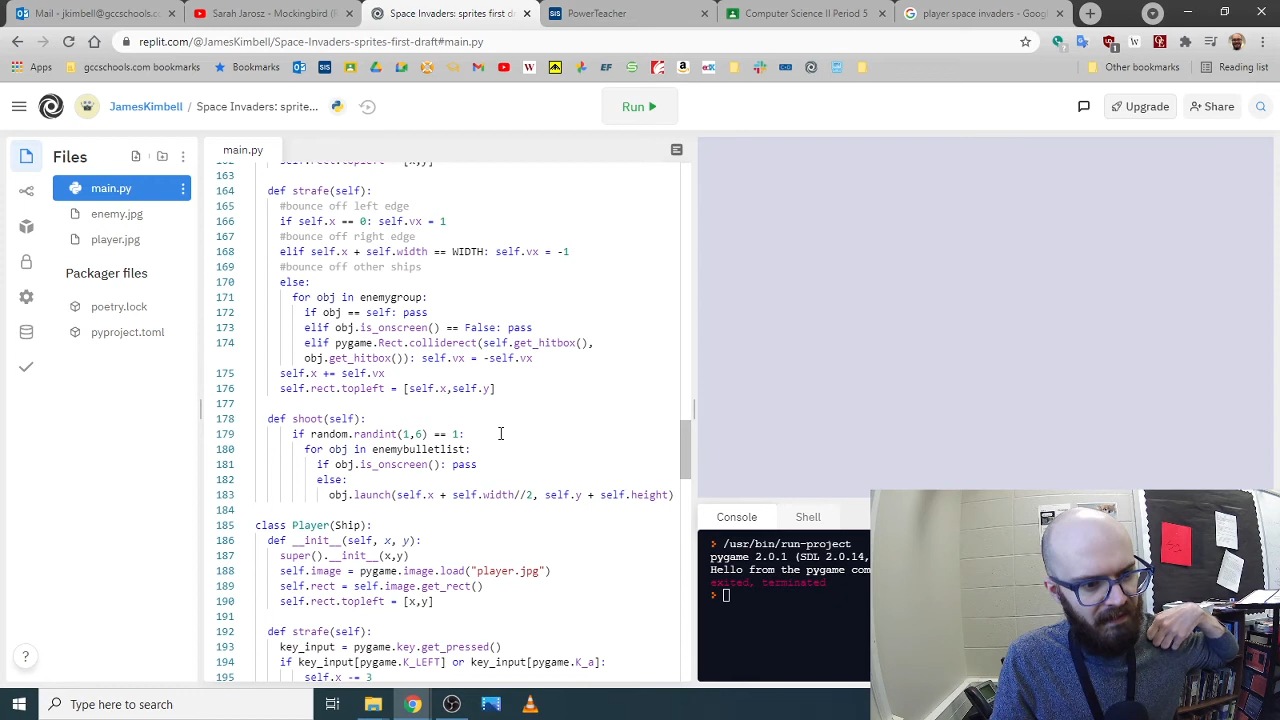 Mail - jkimbell@gccschools.com
Sarah Jarosz - Mockingbird (
Space Invaders: sprites first dra
PowerTeacher
Computer Science II Period 5
player space invaders - Googl
replit.com/@JamesKimbell/Space-Invaders-sprites-first-draft#main.py
Apps
gccschools.com bookmarks
Bookmarks
Other bookmarks
Reading list
JamesKimbell / Space Invaders: sprite...
Run
Upgrade
Share
Files
main.py
enemy.jpg
player.jpg
Packager files
poetry.lock
pyproject.toml
main.py
162 self.rect.topleft = [x,y]
163
164 def strafe(self):
165 #bounce off left edge
166 if self.x == 0: self.vx = 1
167 #bounce off right edge
168 elif self.x + self.width == WIDTH: self.vx = -1
169 #bounce off other ships
170 else:
171 for obj in enemygroup:
172 if obj == self: pass
173 elif obj.is_onscreen() == False: pass
174 elif pygame.Rect.colliderect(self.get_hitbox(),
obj.get_hitbox()): self.vx = -self.vx
175 self.x += self.vx
176 self.rect.topleft = [self.x,self.y]
177
178 def shoot(self):
179 if random.randint(1,6) == 1:
180 for obj in enemybulletlist:
181 if obj.is_onscreen(): pass
182 else:
183 obj.launch(self.x + self.width//2, self.y + self.height)
184
185 class Player(Ship):
186 def __init__(self, x, y):
187 super().__init__(x,y)
188 self.image = pygame.image.load("player.jpg")
189 self.rect = self.image.get_rect()
190 self.rect.topleft = [x,y]
191
192 def strafe(self):
193 key_input = pygame.key.get_pressed()
194 if key_input[pygame.K_LEFT] or key_input[pygame.K_a]:
195 self.x -= 3
Console
Shell
/usr/bin/run-project
pygame 2.0.1 (SDL 2.0.14,
Hello from the pygame com
exited, terminated
Type here to search